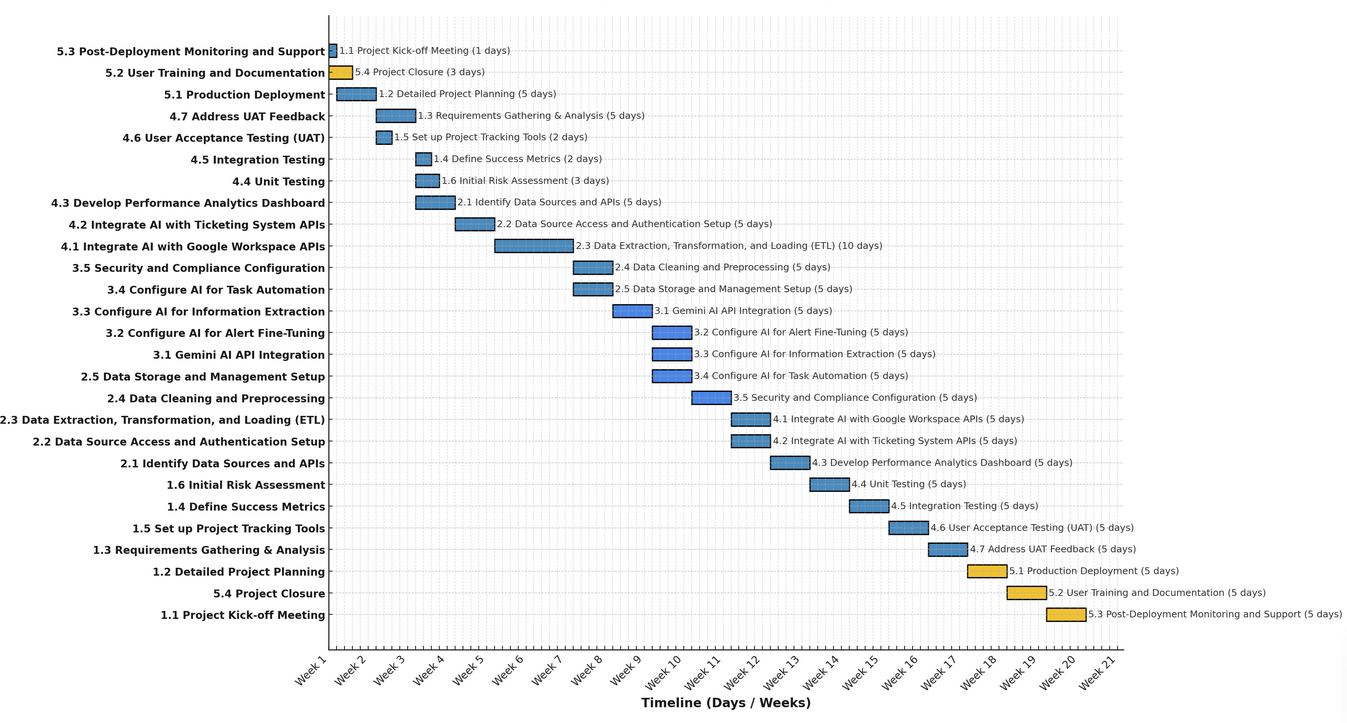 5.3 Post-Deployment Monitoring and Support 1.1 Project Kick-off Meeting (1 days)
5.2 User Training and Documentation 5.4 Project Closure (3 days)
5.1 Production Deployment 1.2 Detailed Project Planning (5 days)
4.7 Address UAT Feedback 1.3 Requirements Gathering & Analysis (5 days)
4.6 User Acceptance Testing (UAT) 1.5 Set up Project Tracking Tools (2 days)
4.5 Integration Testing 1.4 Define Success Metrics (2 days)
4.4 Unit Testing 1.6 Initial Risk Assessment (3 days)
4.3 Develop Performance Analytics Dashboard 2.1 Identify Data Sources and APIs (5 days)
4.2 Integrate AI with Ticketing System APIs 2.2 Data Source Access and Authentication Setup (5 days)
4.1 Integrate AI with Google Workspace APIs 2.3 Data Extraction, Transformation, and Loading (ETL) (10 days)
3.5 Security and Compliance Configuration 2.4 Data Cleaning and Preprocessing (5 days)
3.4 Configure AI for Task Automation 2.5 Data Storage and Management Setup (5 days)
3.3 Configure AI for Information Extraction 3.1 Gemini AI API Integration (5 days)
3.2 Configure AI for Alert Fine-Tuning 3.2 Configure AI for Alert Fine-Tuning (5 days)
3.1 Gemini AI API Integration 3.3 Configure AI for Information Extraction (5 days)
2.5 Data Storage and Management Setup 3.4 Configure AI for Task Automation (5 days)
2.4 Data Cleaning and Preprocessing 3.5 Security and Compliance Configuration (5 days)
2.3 Data Extraction, Transformation, and Loading (ETL) 4.1 Integrate AI with Google Workspace APIs (5 days)
2.2 Data Source Access and Authentication Setup 4.2 Integrate AI with Ticketing System APIs (5 days)
2.1 Identify Data Sources and APIs 4.3 Develop Performance Analytics Dashboard (5 days)
1.6 Initial Risk Assessment 4.4 Unit Testing (5 days)
1.4 Define Success Metrics 4.5 Integration Testing (5 days)
1.5 Set up Project Tracking Tools 4.6 User Acceptance Testing (UAT) (5 days)
1.3 Requirements Gathering & Analysis 4.7 Address UAT Feedback (5 days)
1.2 Detailed Project Planning 5.1 Production Deployment (5 days)
5.4 Project Closure 5.2 User Training and Documentation (5 days)
1.1 Project Kick-off Meeting 5.3 Post-Deployment Monitoring and Support (5 days)
Week 1 Week 2 Week 3 Week 4 Week 5 Week 6 Week 7 Week 8 Week 9 Week 10 Week 11 Week 12 Week 13 Week 14 Week 15 Week 16 Week 17 Week 18 Week 19 Week 20 Week 21
Timeline (Days / Weeks)